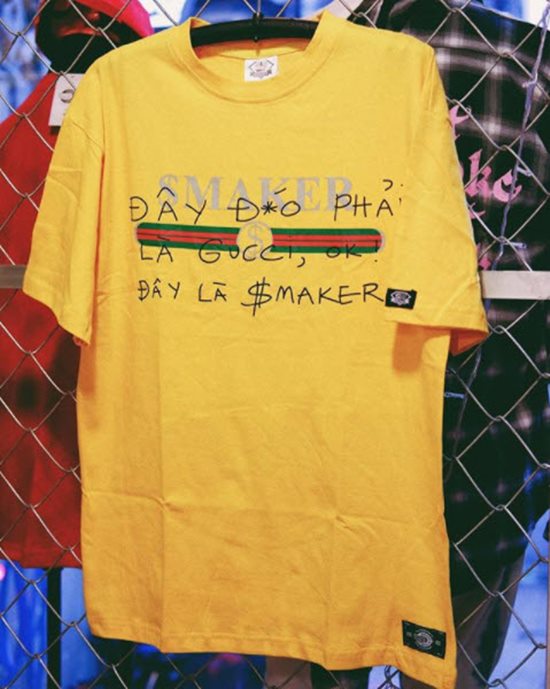 $MAKER
ĐÂY Đ*Ó PHẢI
LÀ GUCCI, OK!
ĐÂY LÀ $MAKER